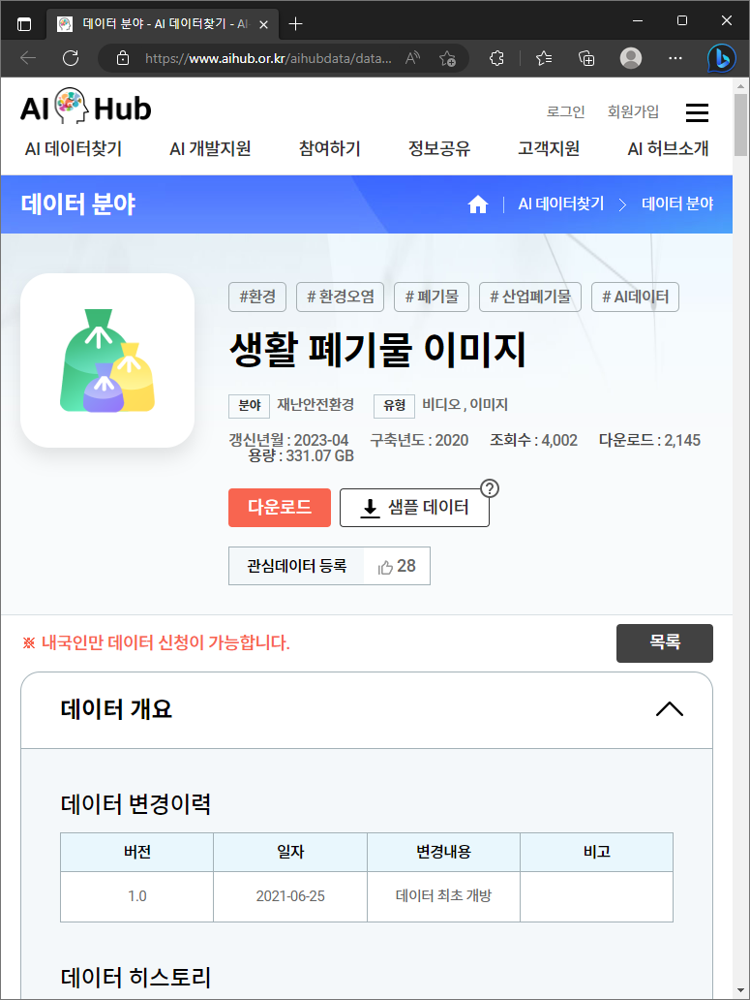 데이터 분야 - AI 데이터찾기 - AI-
https://www.aihub.or.kr/aihubdata/data...
AI Hub
로그인 회원가입
AI 데이터찾기 AI 개발지원 참여하기 정보공유 고객지원 AI 허브소개
데이터 분야
AI 데이터찾기 데이터 분야
#환경 # 환경오염 # 폐기물 # 산업폐기물 # AI데이터
생활 폐기물 이미지
분야 재난안전환경 유형 비디오 , 이미지
갱신년월 : 2023-04 구축년도 : 2020 조회수 : 4,002 다운로드 : 2,145
용량 : 331.07 GB
다운로드 샘플 데이터 ?
관심데이터 등록 28
※ 내국인만 데이터 신청이 가능합니다.
목록
데이터 개요
데이터 변경이력
버전 일자 변경내용 비고
1.0 2021-06-25 데이터 최초 개방
데이터 히스토리